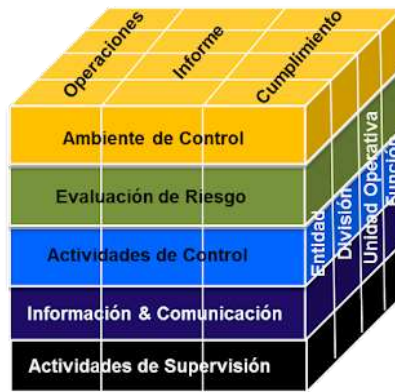 Operaciones
Informe
Cumplimiento
Ambiente de Control
Evaluación de Riesgo
Actividades de Control
Información & Comunicación
Actividades de Supervisión
Entidad
División
Unidad Operativa
Función